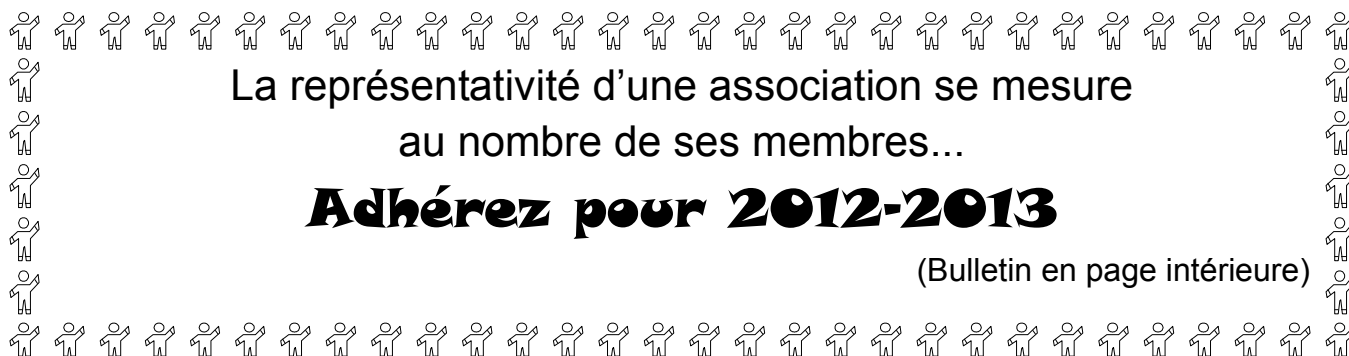 La représentativité d’une association se mesure
au nombre de ses membres...
Adhérez pour 2012-2013
(Bulletin en page intérieure)